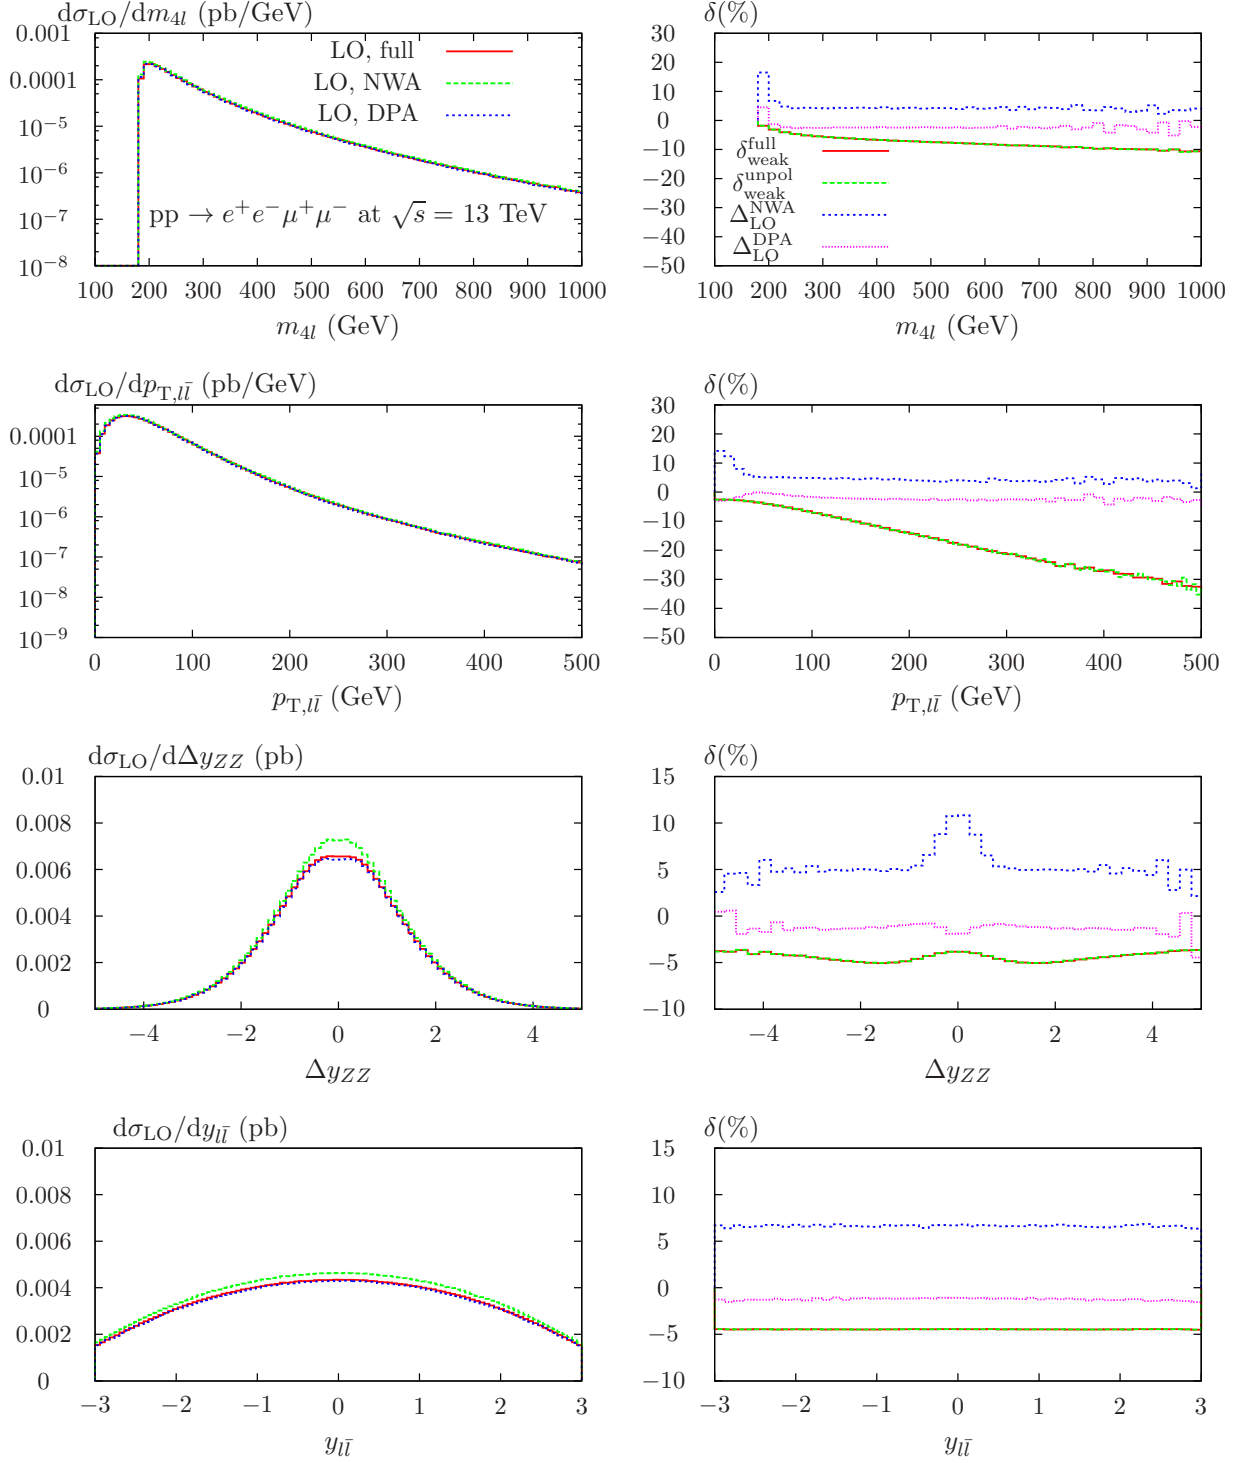 dσ_LO/dm_4l (pb/GeV)
0.001
0.0001
10^−5
10^−6
10^−7
10^−8
LO, full
LO, NWA
LO, DPA
pp → e⁺e⁻μ⁺μ⁻ at √s = 13 TeV
100 200 300 400 500 600 700 800 900 1000
m_4l (GeV)
δ(%)
30
20
10
0
−10
−20
−30
−40
−50
δ_weak^full
δ_weak^unpol
Δ_LO^NWA
Δ_LO^DPA
100 200 300 400 500 600 700 800 900 1000
m_4l (GeV)
dσ_LO/dp_T,ll̄ (pb/GeV)
0.0001
10^−5
10^−6
10^−7
10^−8
10^−9
0 100 200 300 400 500
p_T,ll̄ (GeV)
δ(%)
30
20
10
0
−10
−20
−30
−40
−50
0 100 200 300 400 500
p_T,ll̄ (GeV)
dσ_LO/dΔy_ZZ (pb)
0.01
0.008
0.006
0.004
0.002
0
−4 −2 0 2 4
Δy_ZZ
δ(%)
15
10
5
0
−5
−10
−4 −2 0 2 4
Δy_ZZ
dσ_LO/dy_ll̄ (pb)
0.01
0.008
0.006
0.004
0.002
0
−3 −2 −1 0 1 2 3
y_ll̄
δ(%)
15
10
5
0
−5
−10
−3 −2 −1 0 1 2 3
y_ll̄